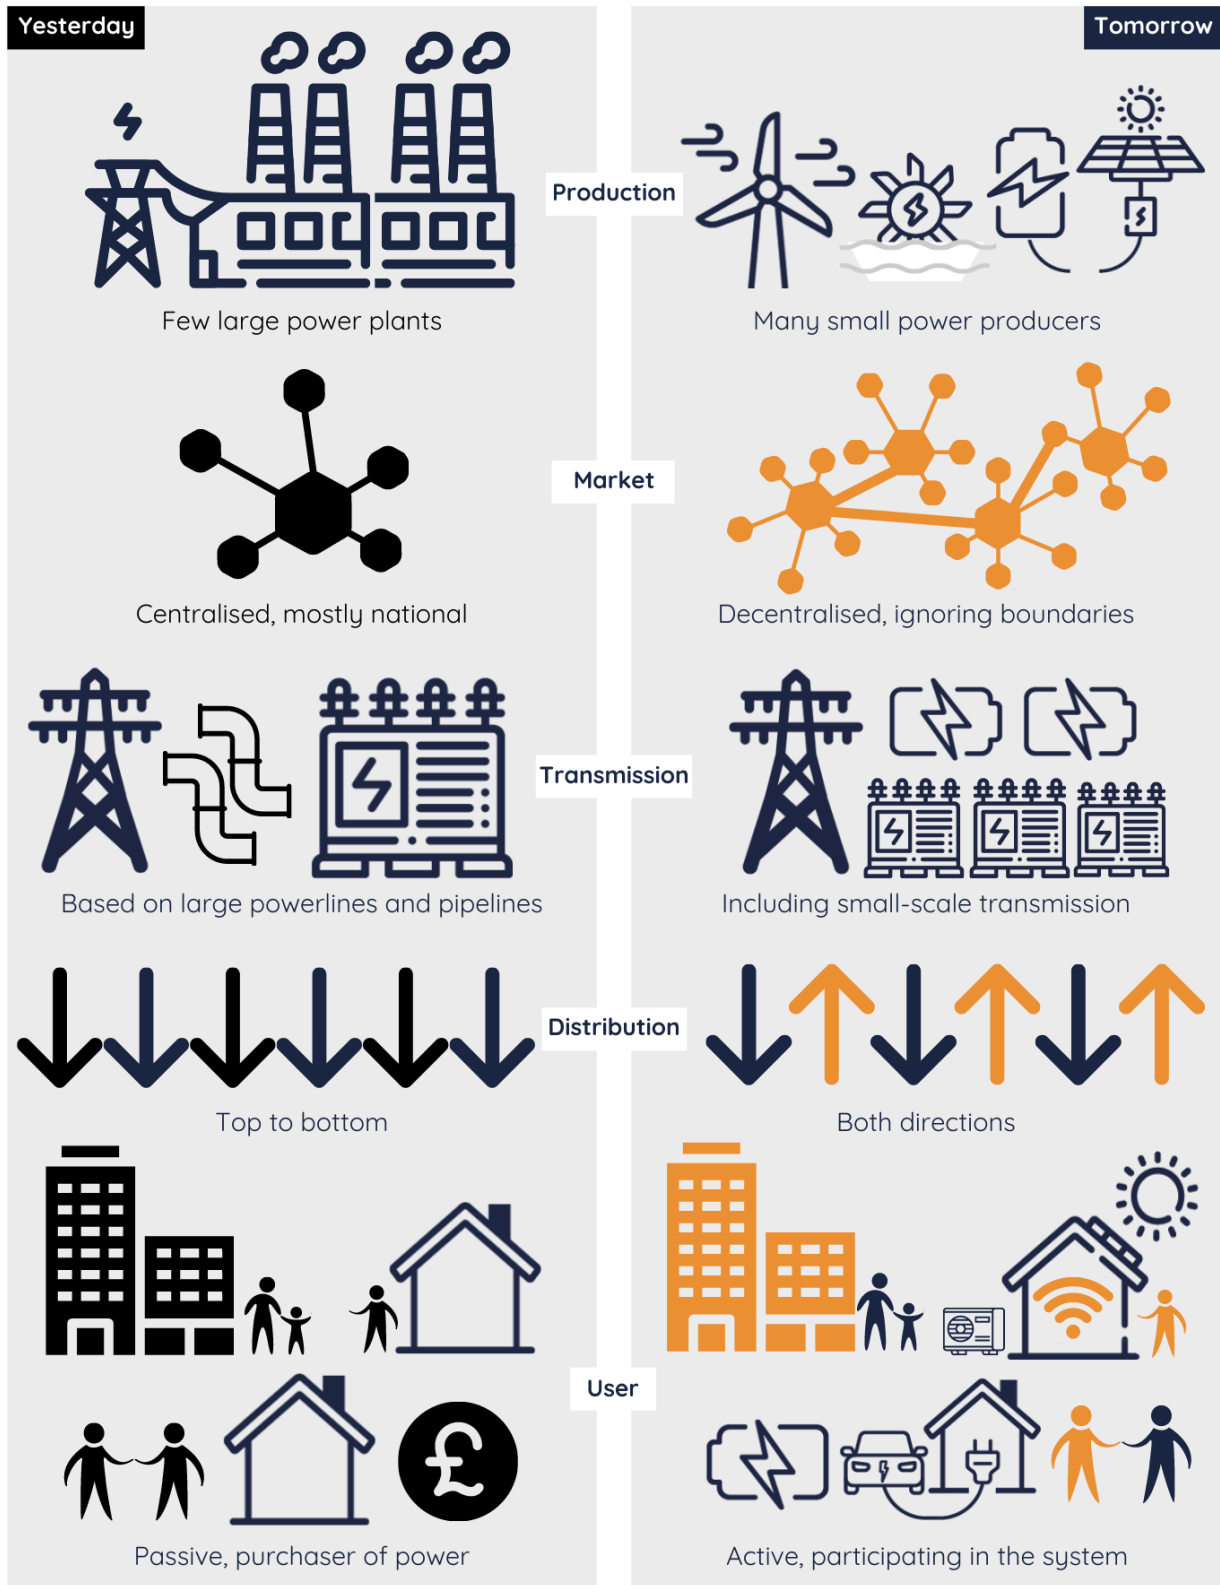 Yesterday
Tomorrow
Production
Few large power plants
Many small power producers
Market
Centralised, mostly national
Decentralised, ignoring boundaries
Transmission
Based on large powerlines and pipelines
Including small-scale transmission
Distribution
Top to bottom
Both directions
User
£
Passive, purchaser of power
Active, participating in the system